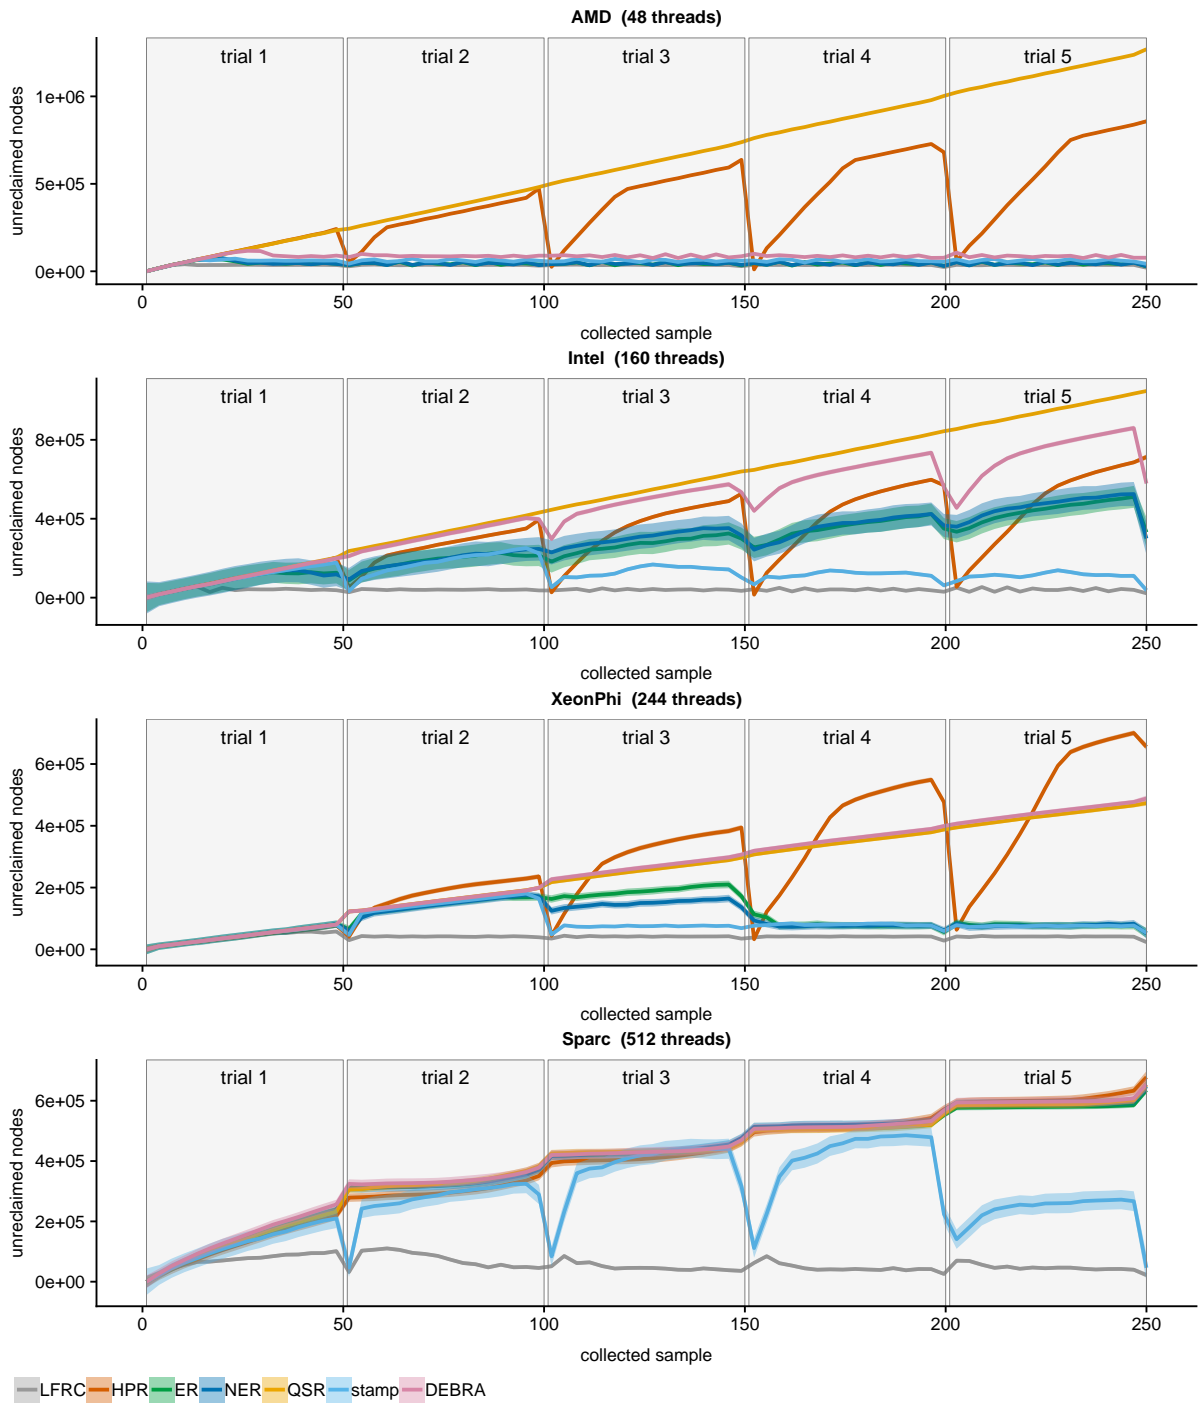 AMD (48 threads)
trial 1 trial 2 trial 3 trial 4 trial 5
1e+06
5e+05
0e+00
unreclaimed nodes
0 50 100 150 200 250
collected sample
Intel (160 threads)
trial 1 trial 2 trial 3 trial 4 trial 5
8e+05
4e+05
0e+00
unreclaimed nodes
0 50 100 150 200 250
collected sample
XeonPhi (244 threads)
trial 1 trial 2 trial 3 trial 4 trial 5
6e+05
4e+05
2e+05
0e+00
unreclaimed nodes
0 50 100 150 200 250
collected sample
Sparc (512 threads)
trial 1 trial 2 trial 3 trial 4 trial 5
6e+05
4e+05
2e+05
0e+00
unreclaimed nodes
0 50 100 150 200 250
collected sample
LFRC HPR ER NER QSR stamp DEBRA